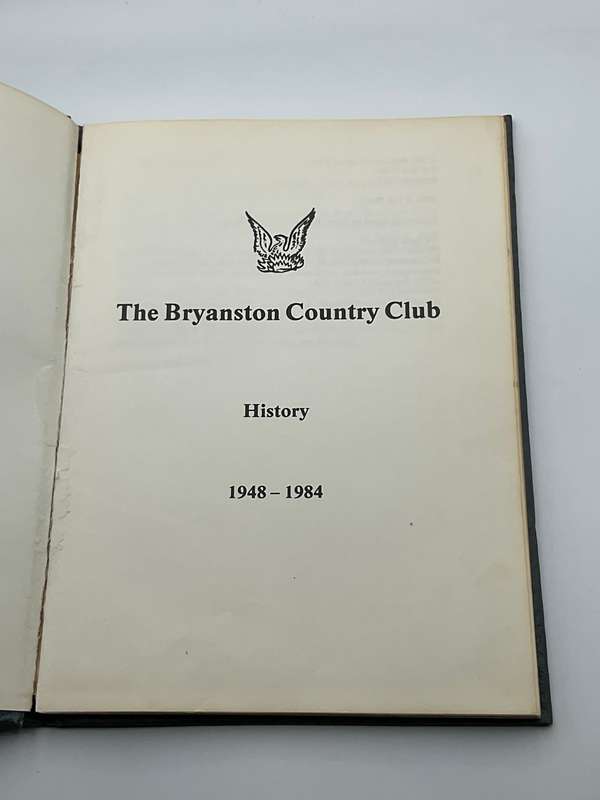 The Bryanston Country Club
History
1948 – 1984